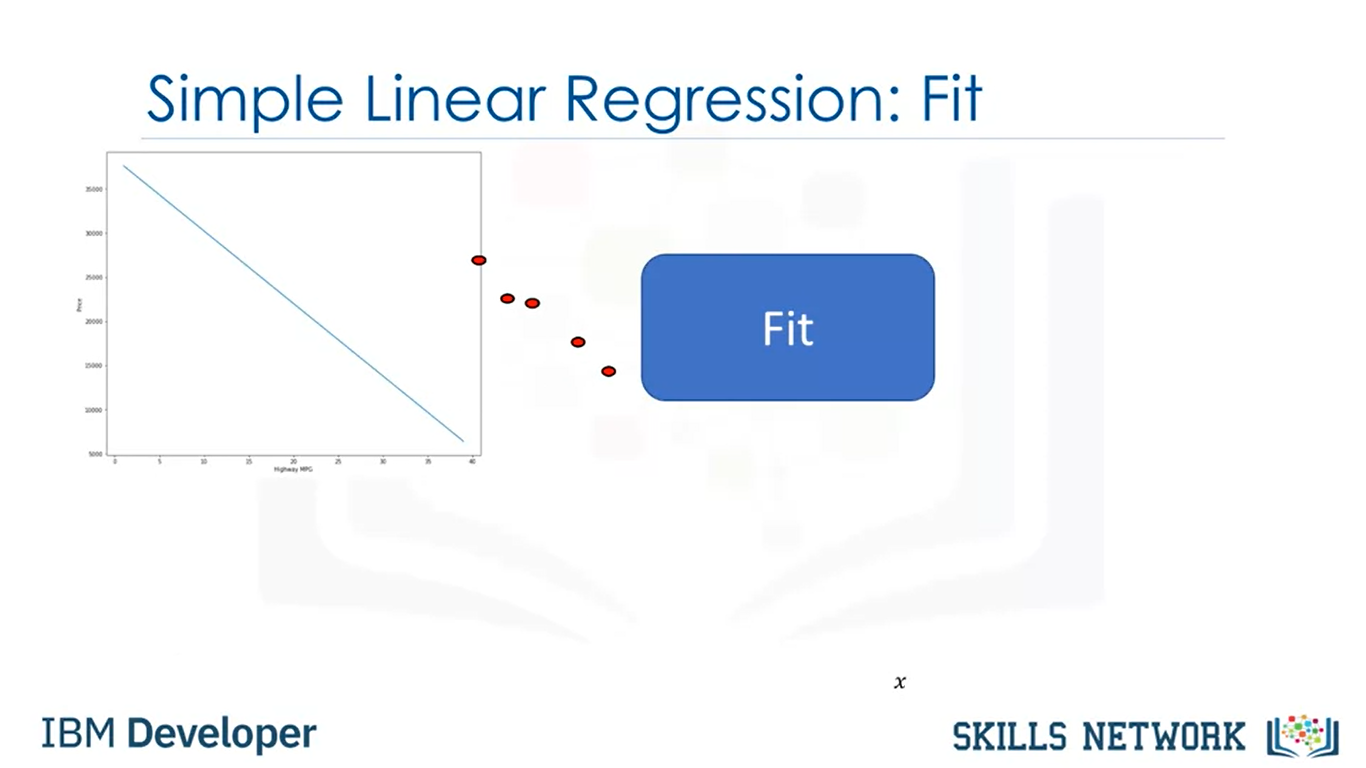 Simple Linear Regression: Fit
35000
30000
25000
20000
15000
10000
5000
Price
0 5 10 15 20 25 30 35 40
Highway MPG
Fit
x
IBM Developer
SKILLS NETWORK